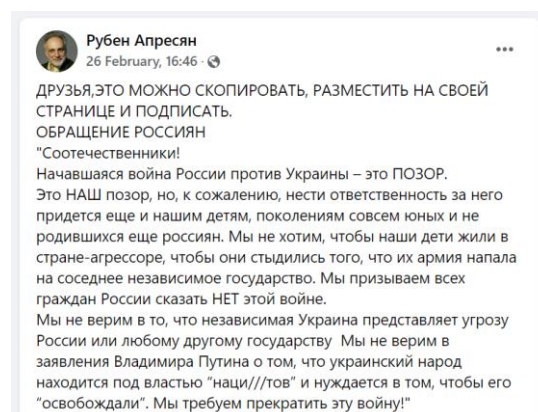 Рубен Апресян
26 February, 16:46 ·
ДРУЗЬЯ,ЭТО МОЖНО СКОПИРОВАТЬ, РАЗМЕСТИТЬ НА СВОЕЙ
СТРАНИЦЕ И ПОДПИСАТЬ.
ОБРАЩЕНИЕ РОССИЯН
"Соотечественники!
Начавшаяся война России против Украины – это ПОЗОР.
Это НАШ позор, но, к сожалению, нести ответственность за него
придется еще и нашим детям, поколениям совсем юных и не
родившихся еще россиян. Мы не хотим, чтобы наши дети жили в
стране-агрессоре, чтобы они стыдились того, что их армия напала
на соседнее независимое государство. Мы призываем всех
граждан России сказать НЕТ этой войне.
Мы не верим в то, что независимая Украина представляет угрозу
России или любому другому государству Мы не верим в
заявления Владимира Путина о том, что украинский народ
находится под властью "наци///тов" и нуждается в том, чтобы его
"освобождали". Мы требуем прекратить эту войну!"